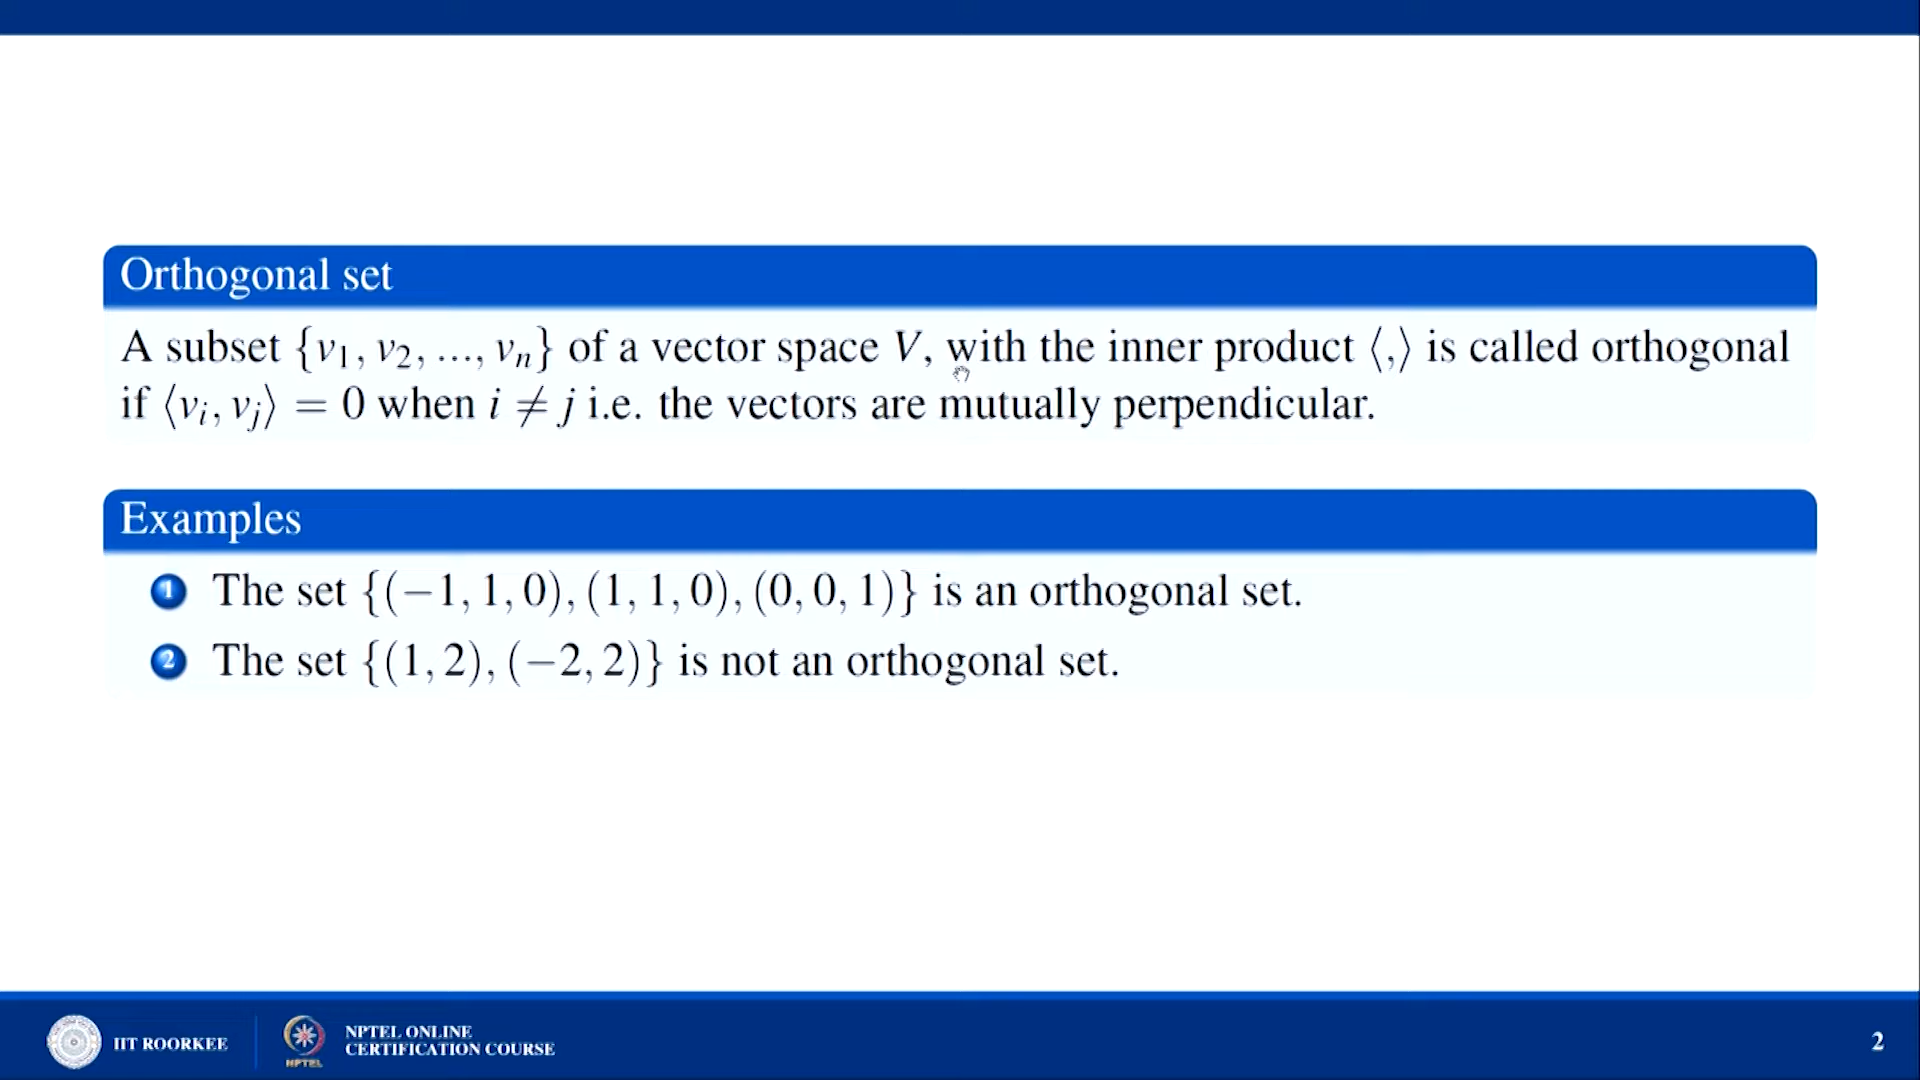 Orthogonal set
A subset {v₁, v₂, ..., vₙ} of a vector space V, with the inner product ⟨,⟩ is called orthogonal
if ⟨vᵢ, vⱼ⟩ = 0 when i ≠ j i.e. the vectors are mutually perpendicular.
Examples
1 The set {(−1, 1, 0), (1, 1, 0), (0, 0, 1)} is an orthogonal set.
2 The set {(1, 2), (−2, 2)} is not an orthogonal set.
IIT ROORKEE
NPTEL
NPTEL ONLINE
CERTIFICATION COURSE
2